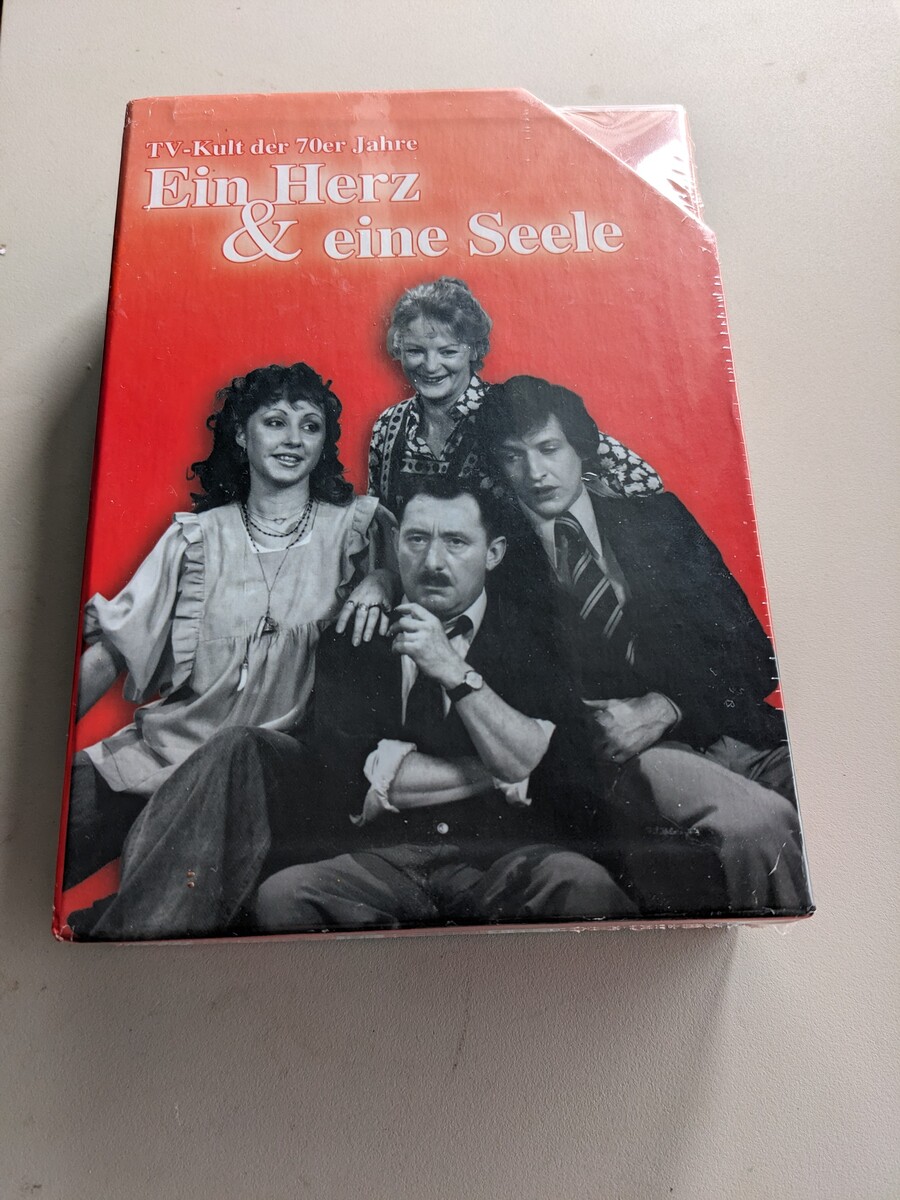 TV-Kult der 70er Jahre
Ein Herz
& eine Seele